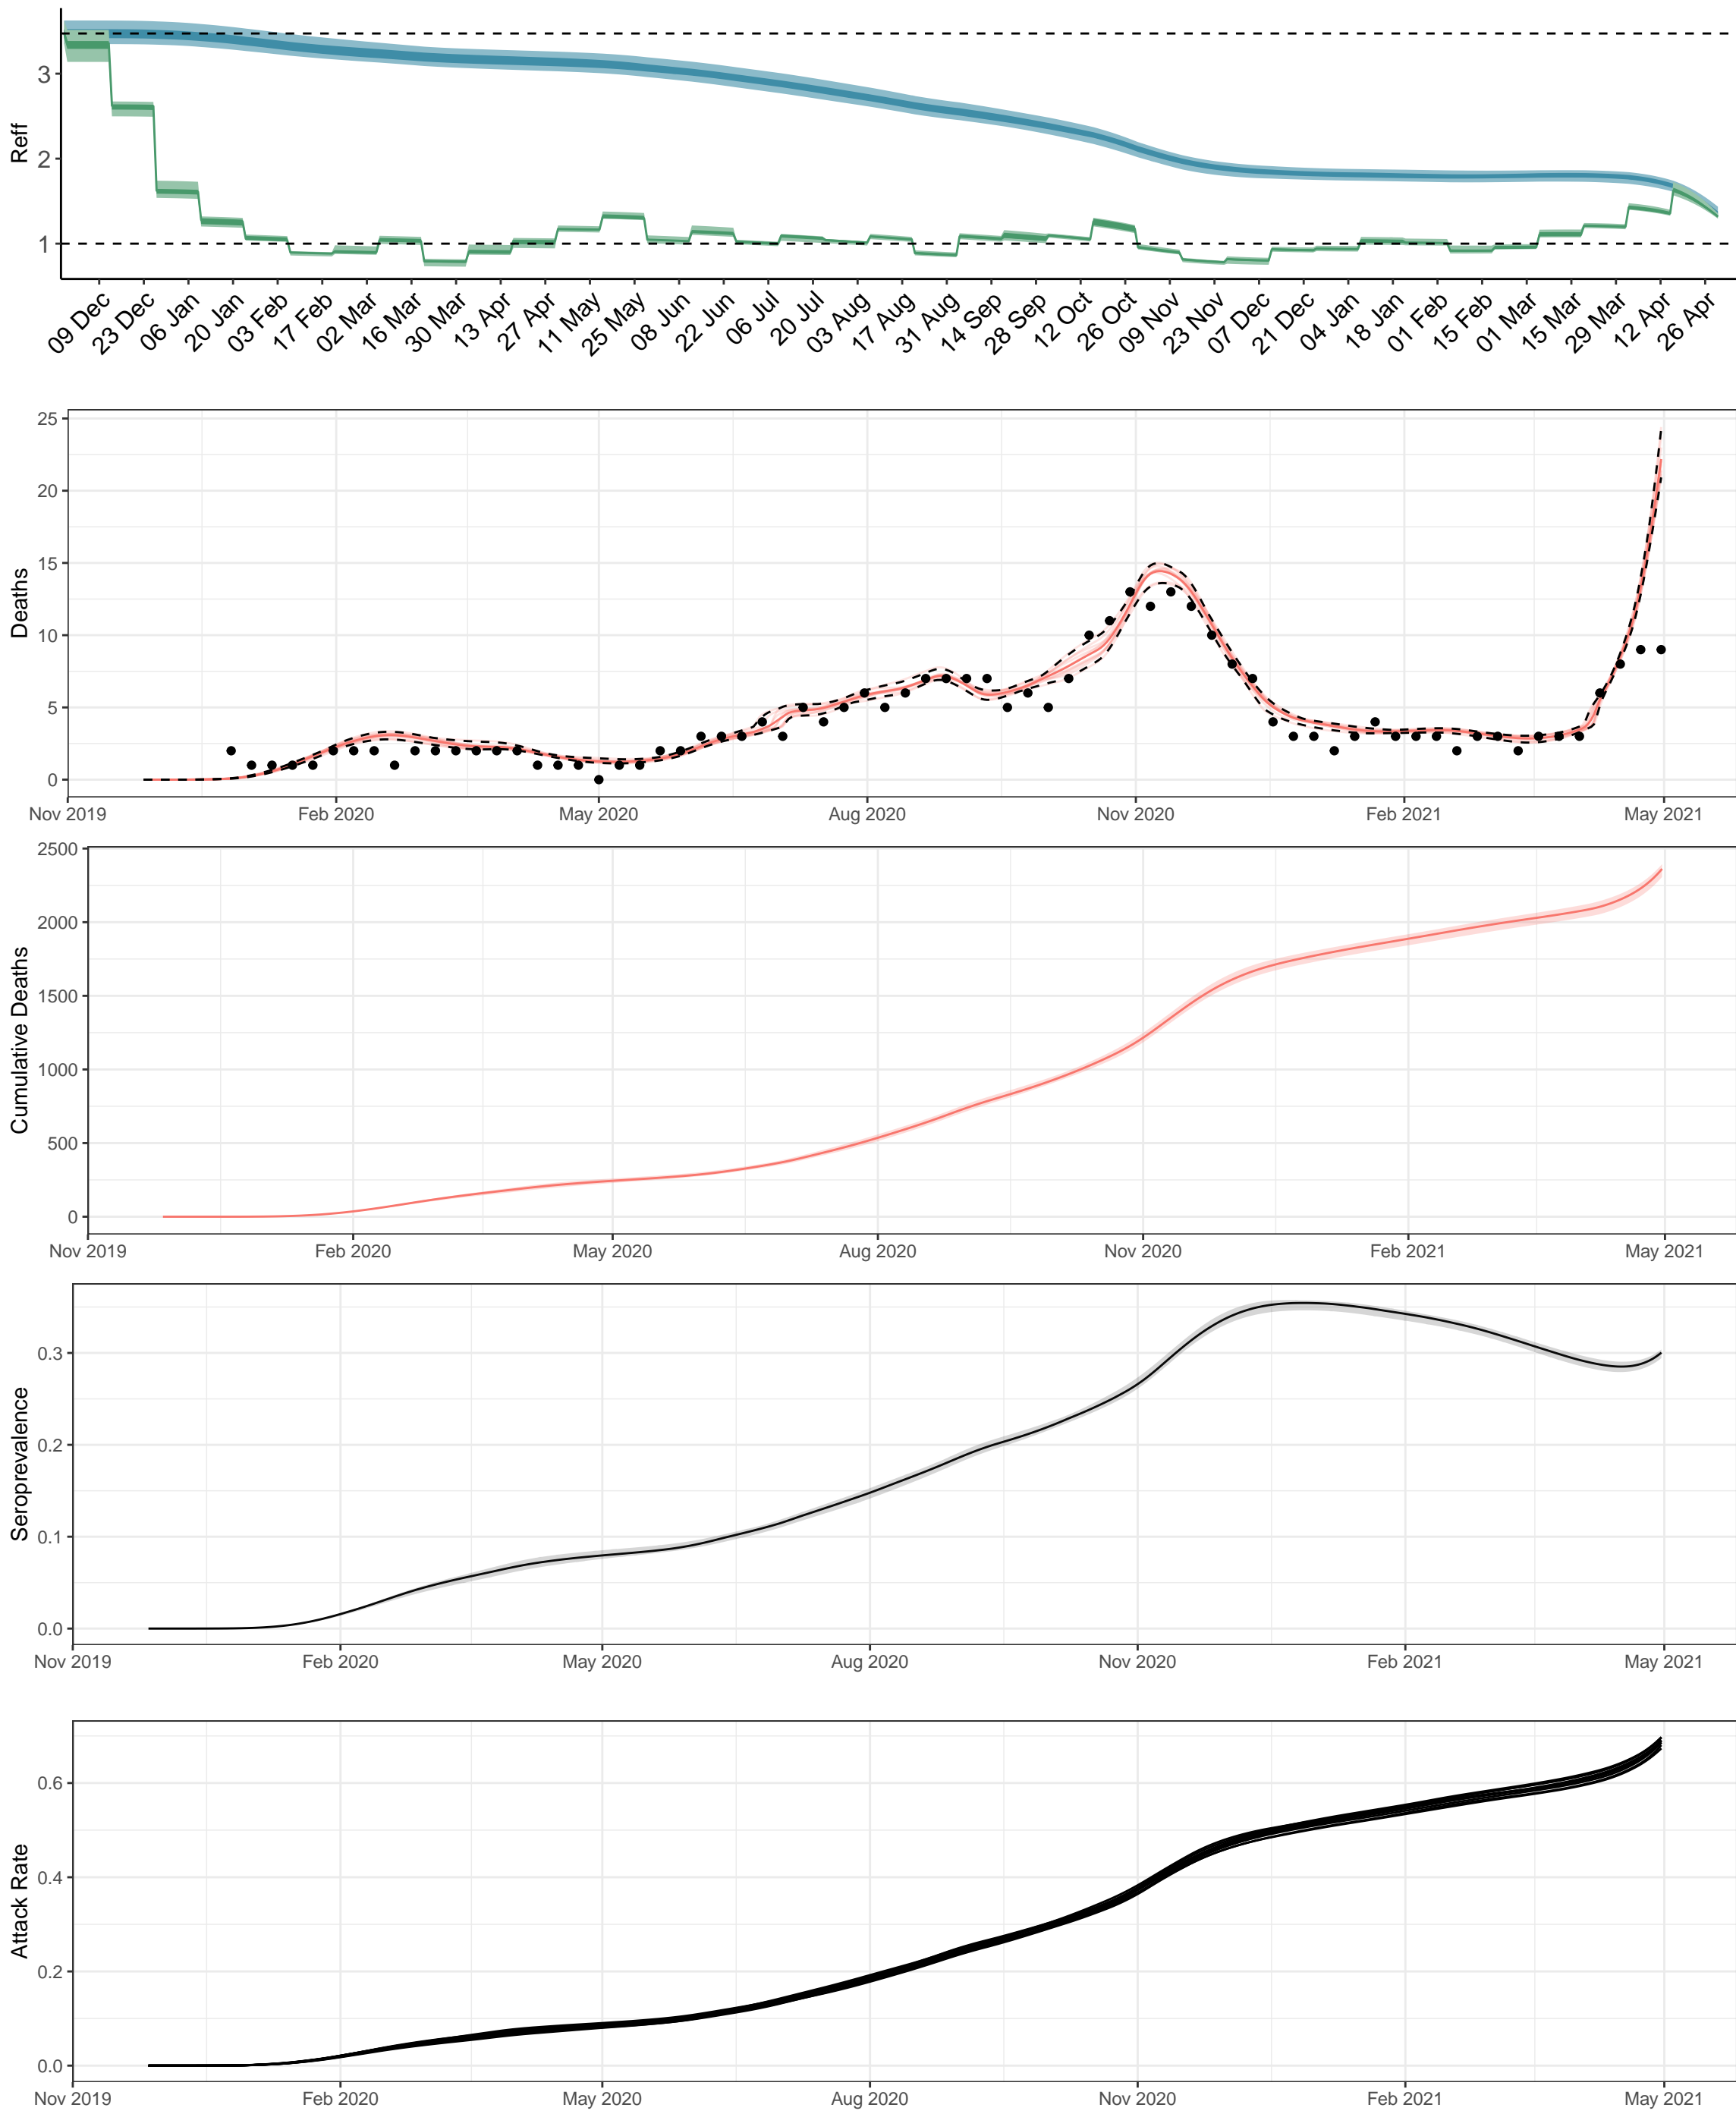 Reff
3
2
1
09 Dec
23 Dec
06 Jan
20 Jan
03 Feb
17 Feb
02 Mar
16 Mar
30 Mar
13 Apr
27 Apr
11 May
25 May
08 Jun
22 Jun
06 Jul
20 Jul
03 Aug
17 Aug
31 Aug
14 Sep
28 Sep
12 Oct
26 Oct
09 Nov
23 Nov
07 Dec
21 Dec
04 Jan
18 Jan
01 Feb
15 Feb
01 Mar
15 Mar
29 Mar
12 Apr
26 Apr
Deaths
25
20
15
10
5
0
Nov 2019
Feb 2020
May 2020
Aug 2020
Nov 2020
Feb 2021
May 2021
Cumulative Deaths
2500
2000
1500
1000
500
0
Nov 2019
Feb 2020
May 2020
Aug 2020
Nov 2020
Feb 2021
May 2021
Seroprevalence
0.3
0.2
0.1
0.0
Nov 2019
Feb 2020
May 2020
Aug 2020
Nov 2020
Feb 2021
May 2021
Attack Rate
0.6
0.4
0.2
0.0
Nov 2019
Feb 2020
May 2020
Aug 2020
Nov 2020
Feb 2021
May 2021